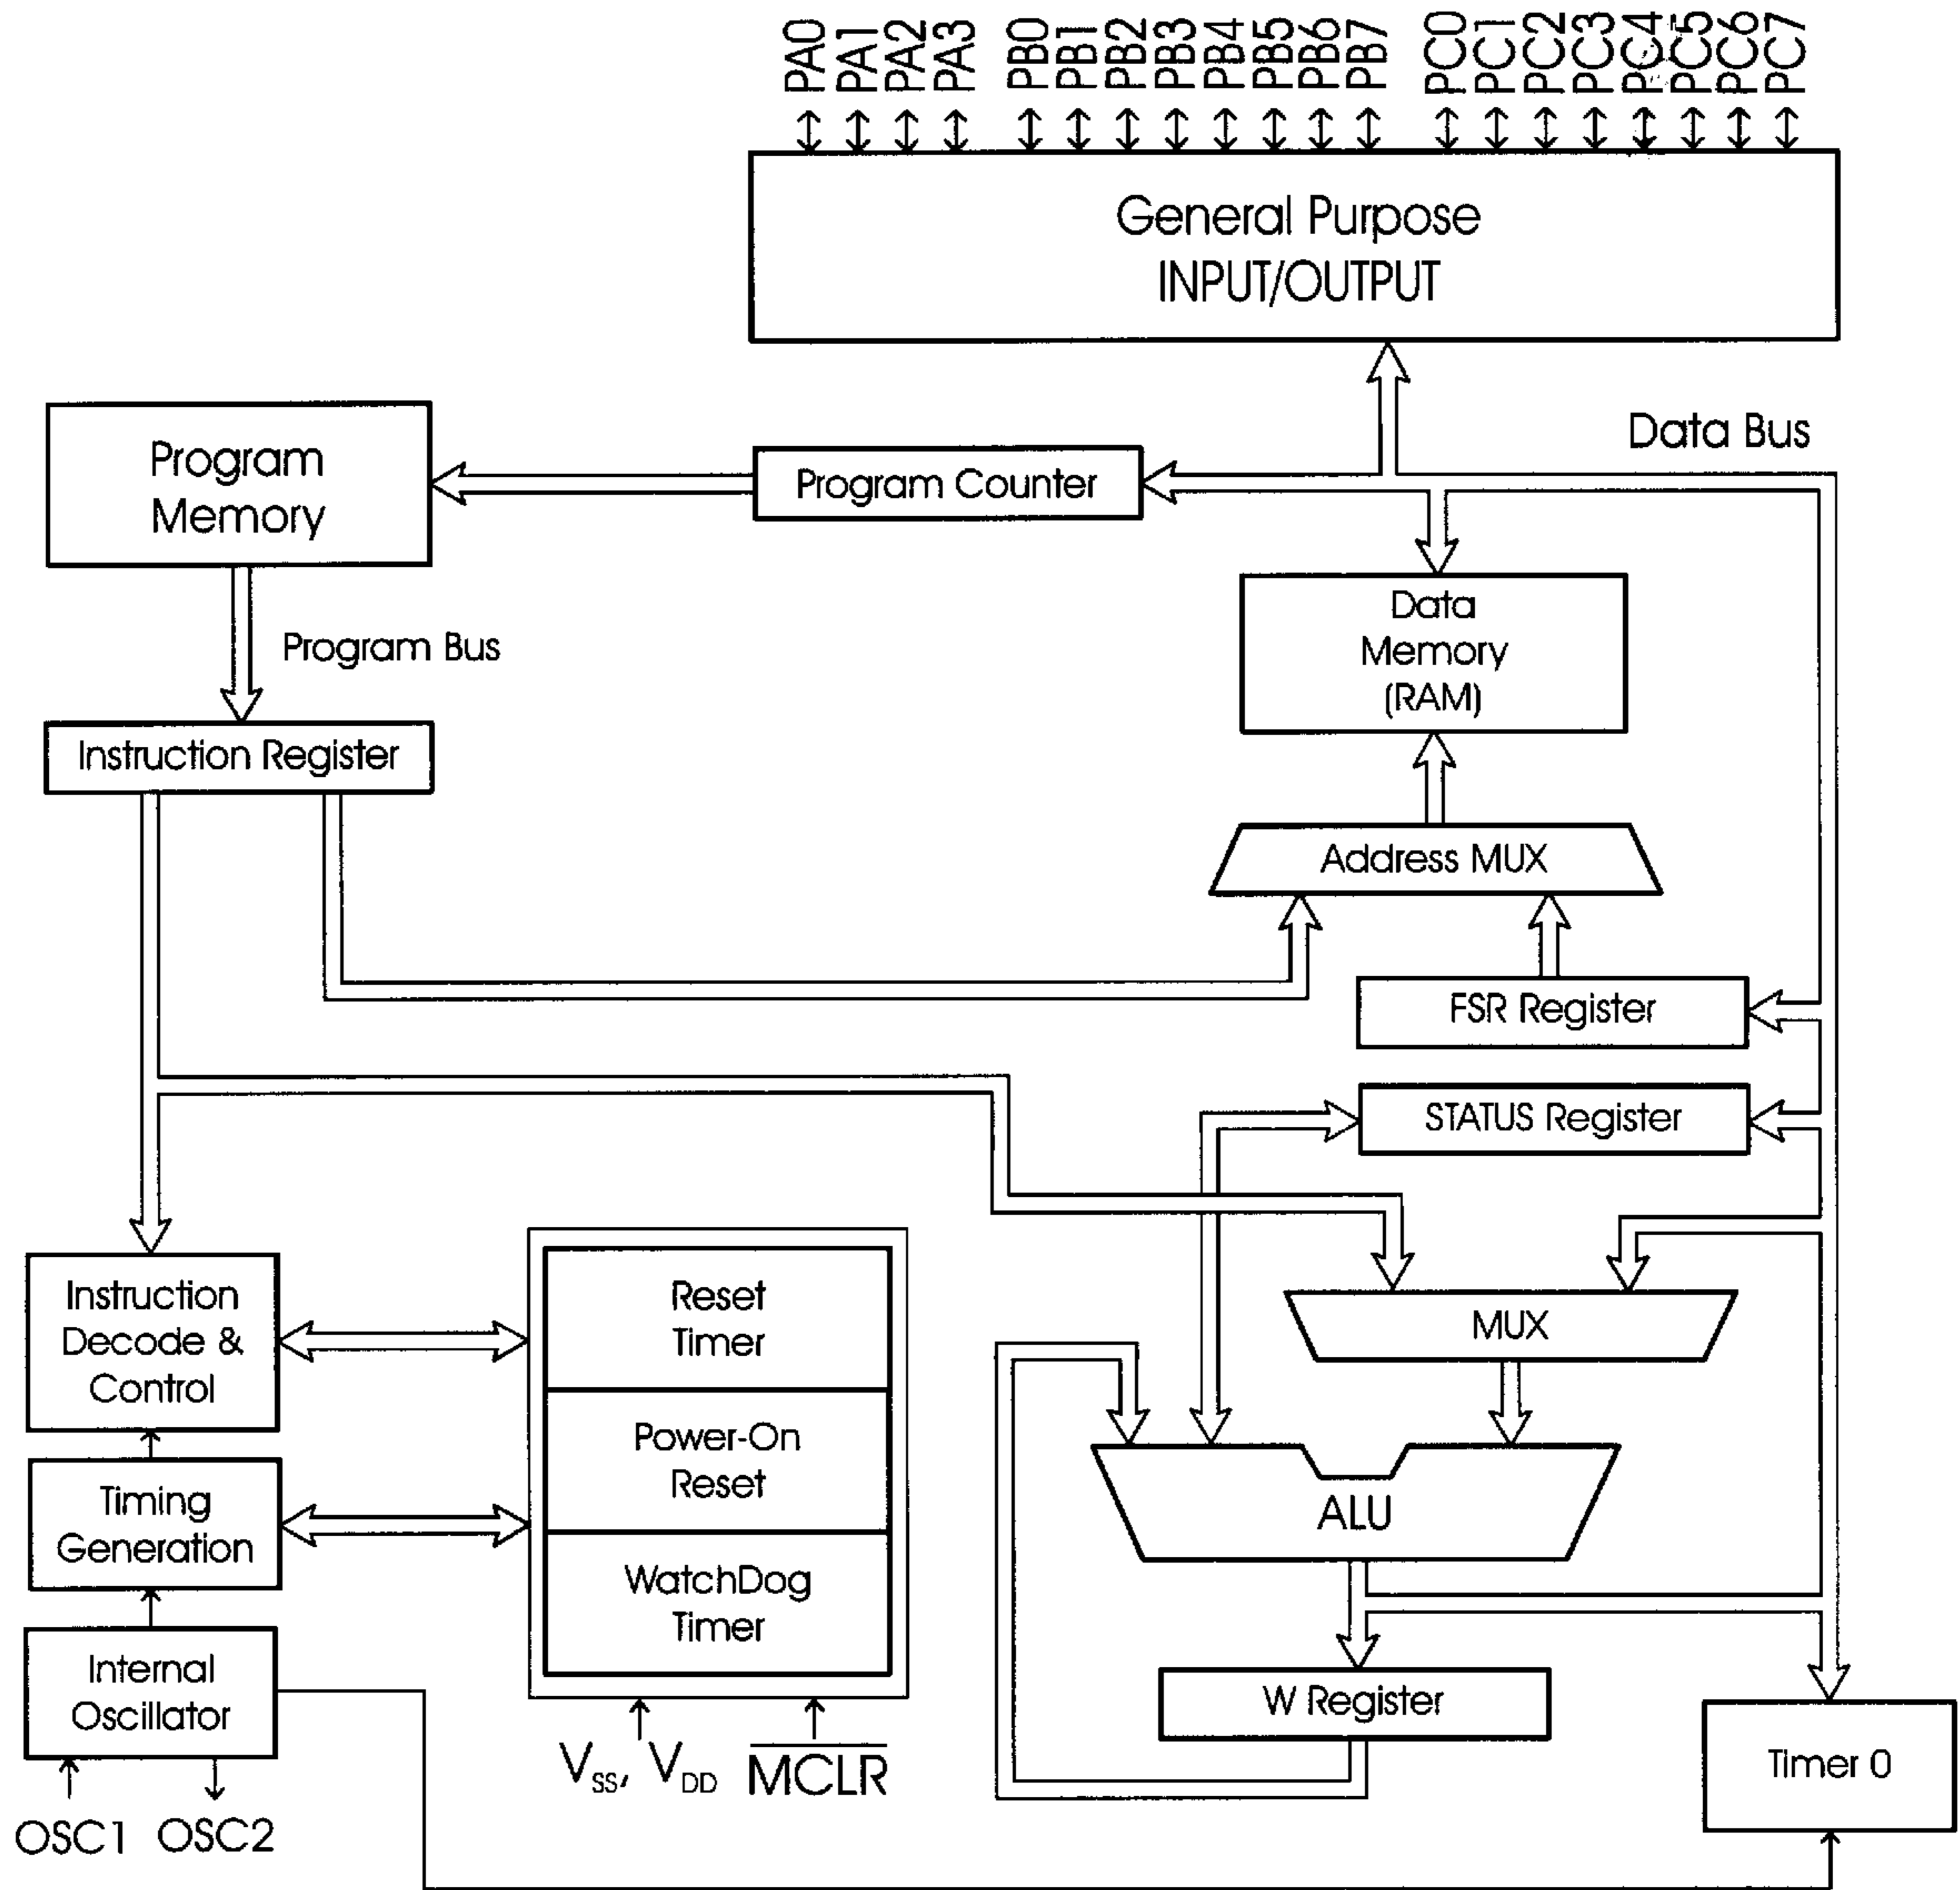 PA0 PA1 PA2 PA3 PB0 PB1 PB2 PB3 PB4 PB5 PB6 PB7 PC0 PC1 PC2 PC3 PC4 PC5 PC6 PC7
General Purpose
INPUT/OUTPUT
Data Bus
Program
Memory
Program Counter
Data
Memory
(RAM)
Program Bus
Instruction Register
Address MUX
FSR Register
STATUS Register
Instruction
Decode &
Control
Reset
Timer
MUX
Power-On
Reset
Timing
Generation
ALU
WatchDog
Timer
Internal
Oscillator
W Register
Timer 0
VSS, VDD MCLR
OSC1 OSC2